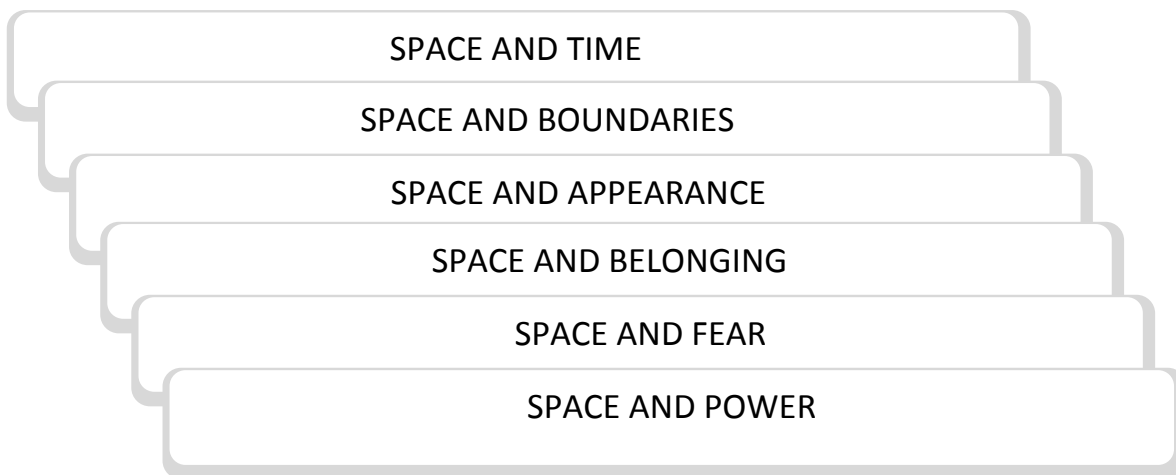 SPACE AND TIME
SPACE AND BOUNDARIES
SPACE AND APPEARANCE
SPACE AND BELONGING
SPACE AND FEAR
SPACE AND POWER